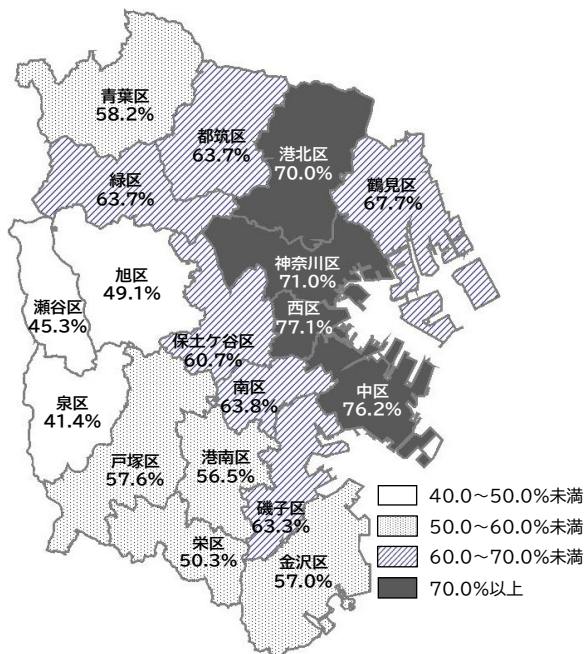 青葉区
58.2%
都筑区
63.7%
港北区
70.0%
緑区
63.7%
鶴見区
67.7%
旭区
49.1%
神奈川区
71.0%
瀬谷区
45.3%
西区
77.1%
保土ケ谷区
60.7%
南区
63.8%
中区
76.2%
泉区
41.4%
戸塚区
57.6%
港南区
56.5%
磯子区
63.3%
栄区
50.3%
金沢区
57.0%
40.0~50.0%未満
50.0~60.0%未満
60.0~70.0%未満
70.0%以上